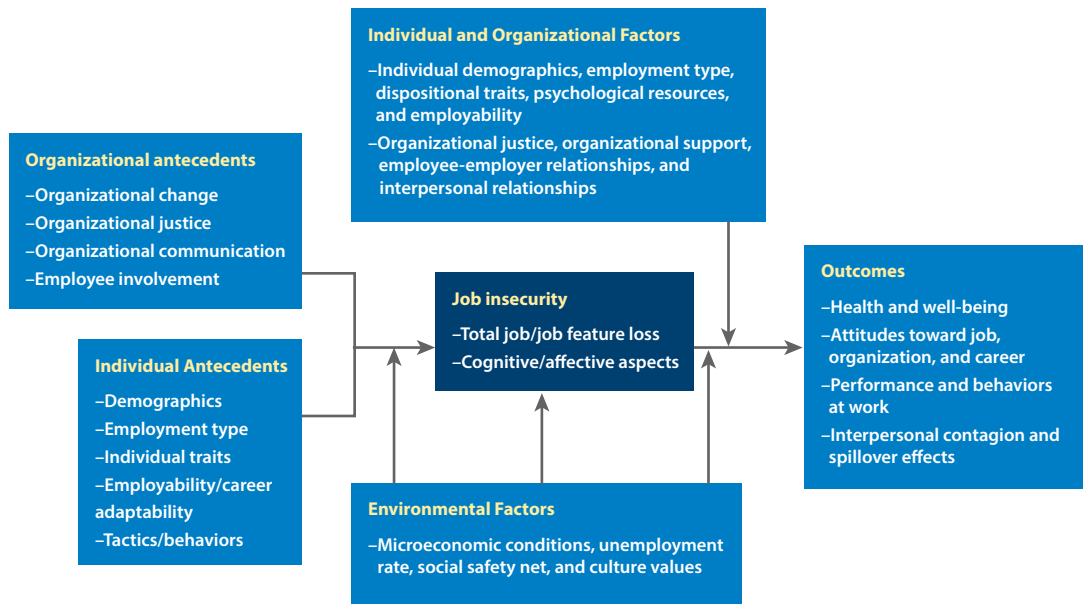 Individual and Organizational Factors
–Individual demographics, employment type,
dispositional traits, psychological resources,
and employability
–Organizational justice, organizational support,
employee-employer relationships, and
interpersonal relationships
Organizational antecedents
–Organizational change
–Organizational justice
–Organizational communication
–Employee involvement
Individual Antecedents
–Demographics
–Employment type
–Individual traits
–Employability/career
adaptability
–Tactics/behaviors
Job insecurity
–Total job/job feature loss
–Cognitive/affective aspects
Environmental Factors
–Microeconomic conditions, unemployment
rate, social safety net, and culture values
Outcomes
–Health and well-being
–Attitudes toward job,
organization, and career
–Performance and behaviors
at work
–Interpersonal contagion and
spillover effects